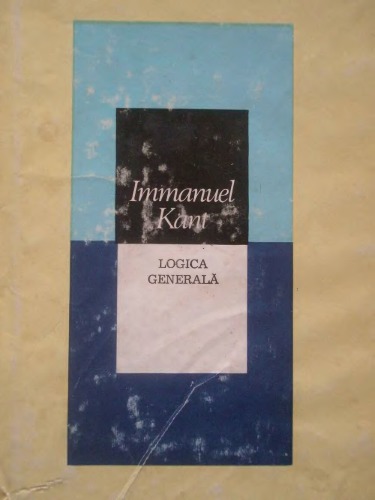 Immanuel
Kant
LOGICA
GENERALĂ